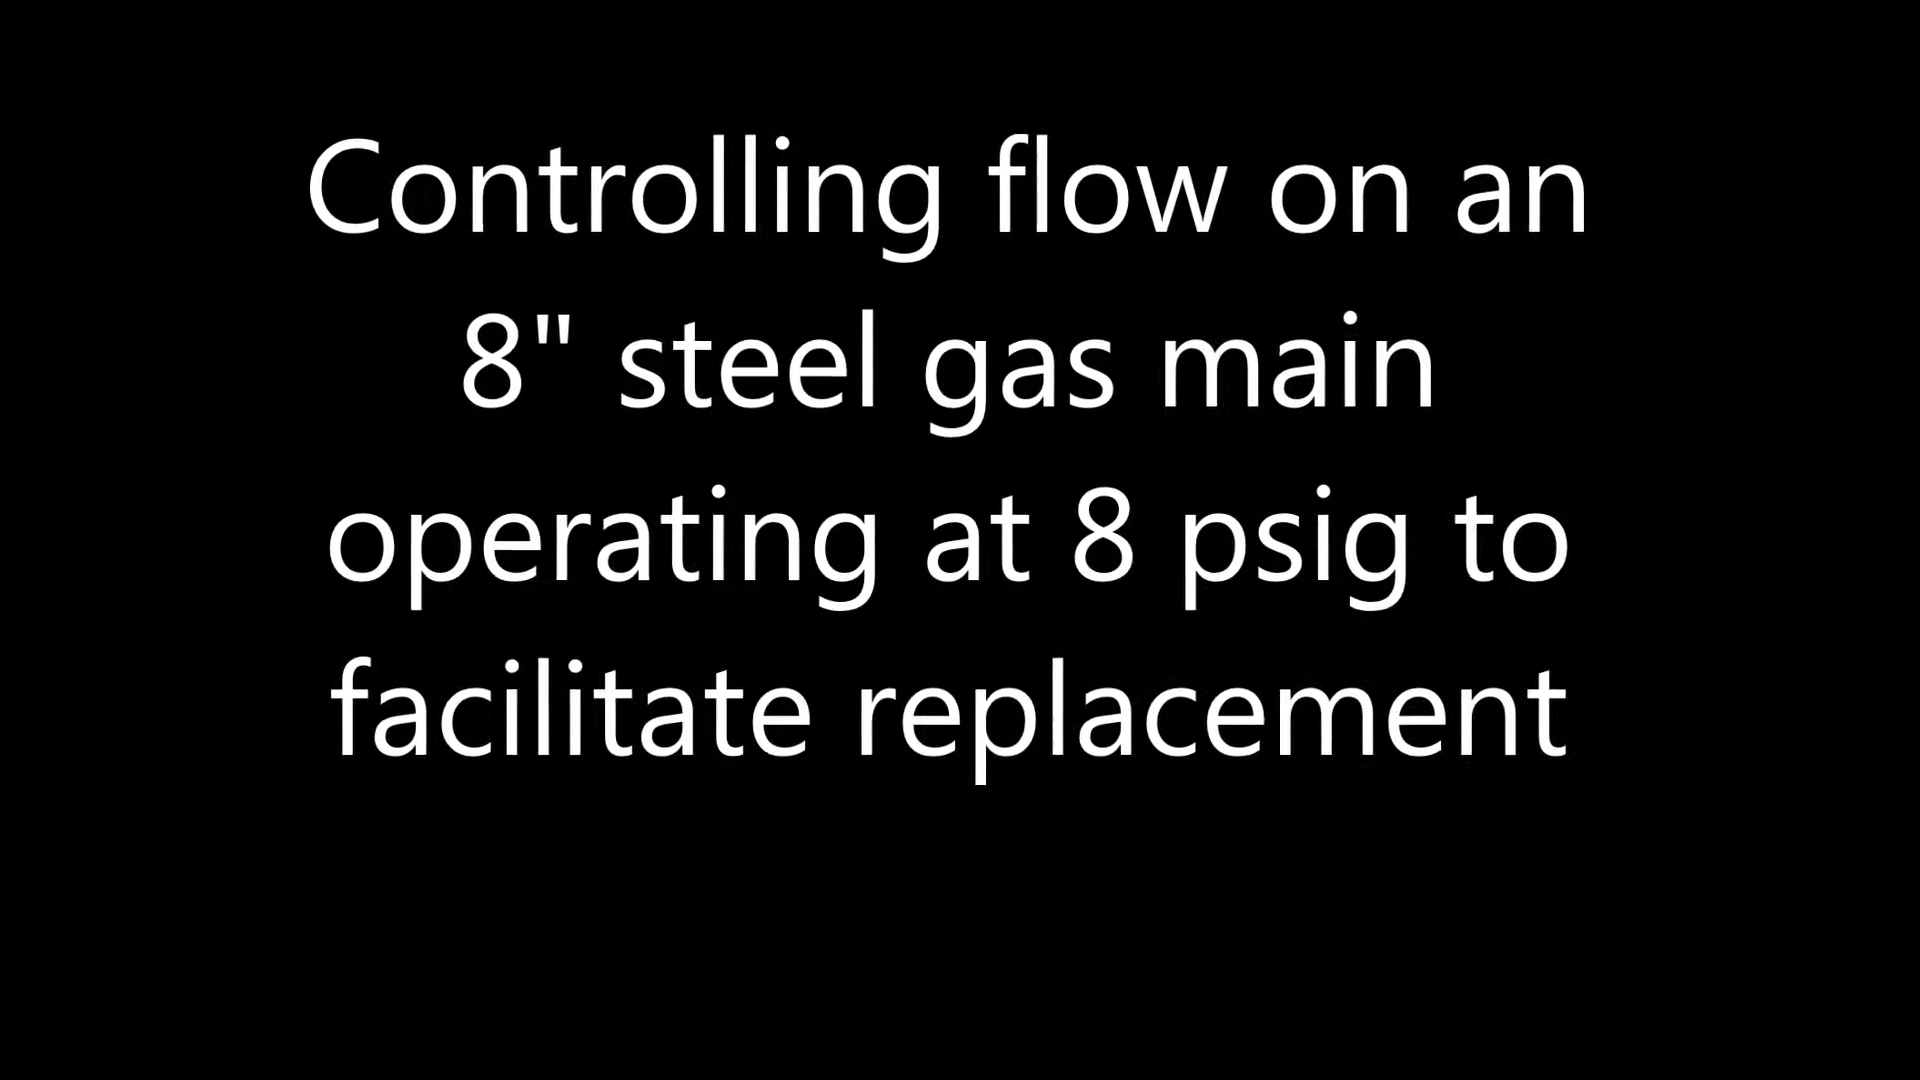 Controlling flow on an
8" steel gas main
operating at 8 psig to
facilitate replacement